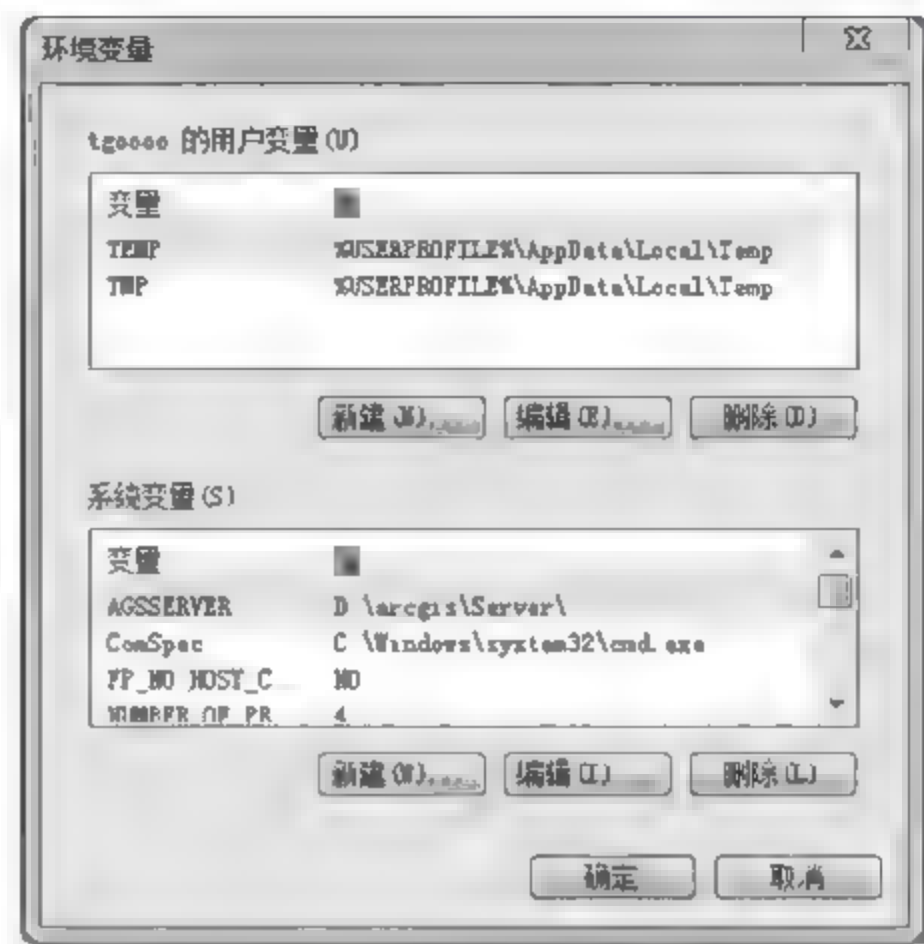 环境变量
tgoooo 的用户变量(U)
变量
TEMP %USERPROFILE%\AppData\Local\Temp
TMP %USERPROFILE%\AppData\Local\Temp
新建(N)... 编辑(E)... 删除(D)
系统变量(S)
变量
AGSSERVER D \arcgis\Server\
ComSpec C \Windows\system32\cmd.exe
FP_NO_HOST_C NO
NUMBER_OF_PR 4
新建(W)... 编辑(I) 删除(L)
确定 取消